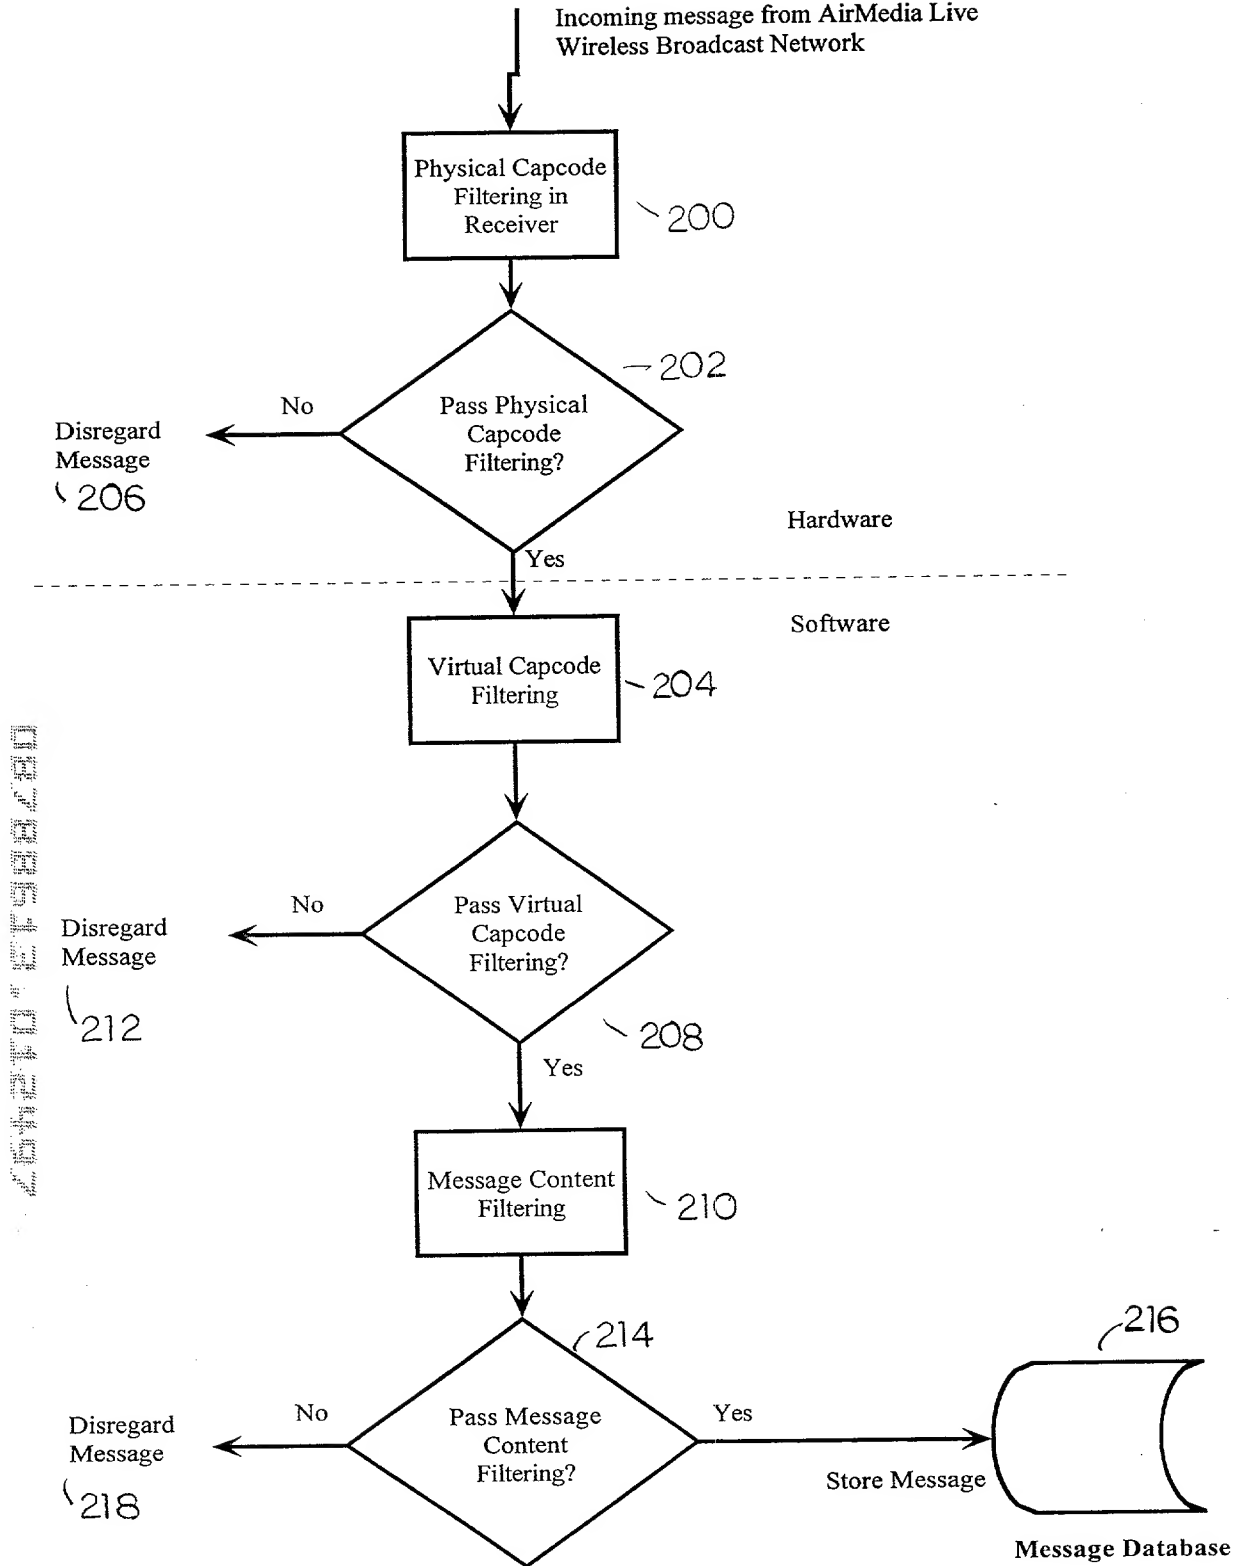 Incoming message from AirMedia Live
Wireless Broadcast Network
Physical Capcode
Filtering in
Receiver
200
202
Pass Physical
Capcode
Filtering?
No
Disregard
Message
206
Hardware
Yes
Software
Virtual Capcode
Filtering
204
Pass Virtual
Capcode
Filtering?
No
Disregard
Message
212
208
Yes
Message Content
Filtering
210
214
216
Pass Message
Content
Filtering?
No
Yes
Disregard
Message
218
Store Message
Message Database
08788613.012497